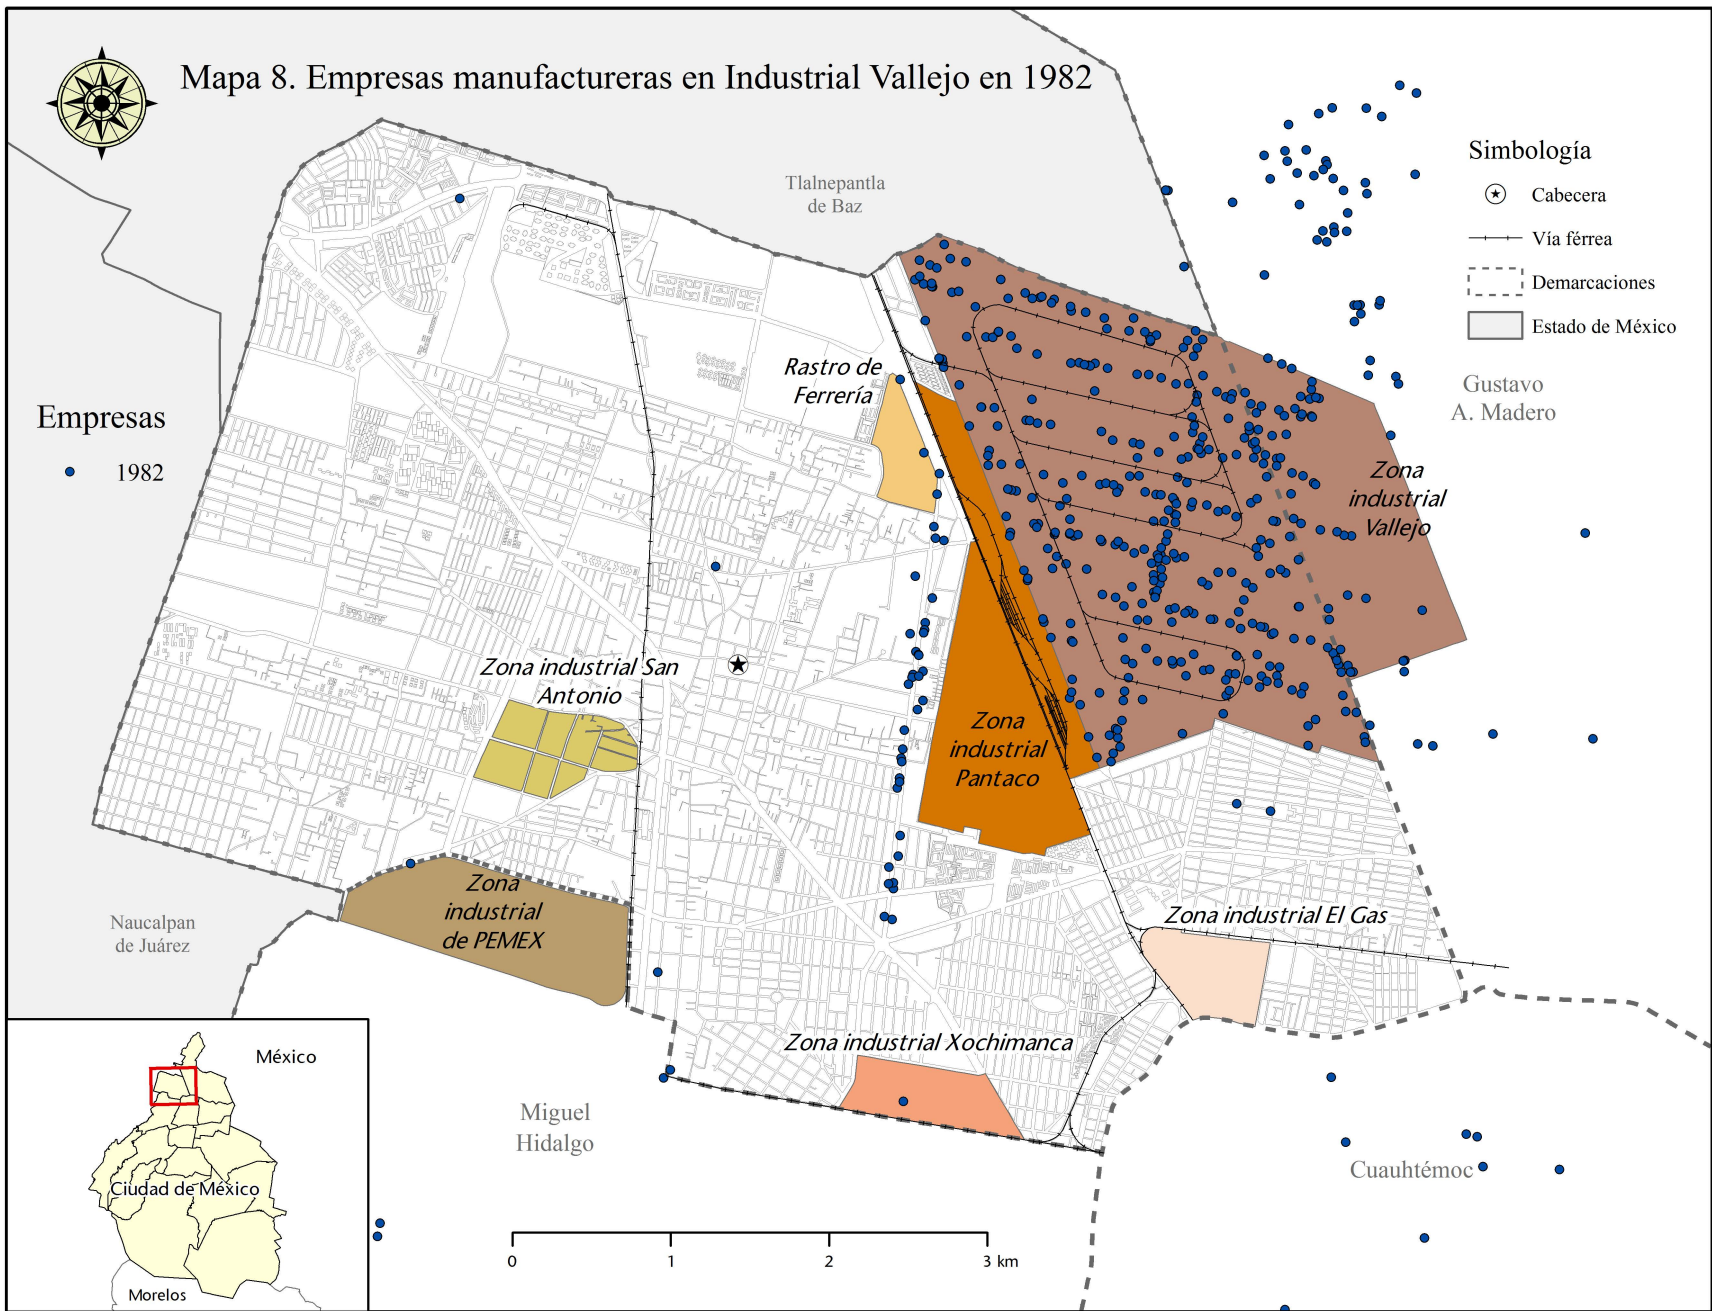 Mapa 8. Empresas manufactureras en Industrial Vallejo en 1982
Simbología
Cabecera
Vía férrea
Demarcaciones
Estado de México
Tlalnepantla
de Baz
Gustavo
A. Madero
Rastro de
Ferrería
Empresas
1982
Zona
industrial
Vallejo
Zona industrial San
Antonio
Zona
industrial
Pantaco
Zona
industrial
de PEMEX
Naucalpan
de Juárez
Zona industrial El Gas
Zona industrial Xochimanca
Miguel
Hidalgo
Cuauhtémoc
México
Ciudad de México
Morelos
0 1 2 3 km